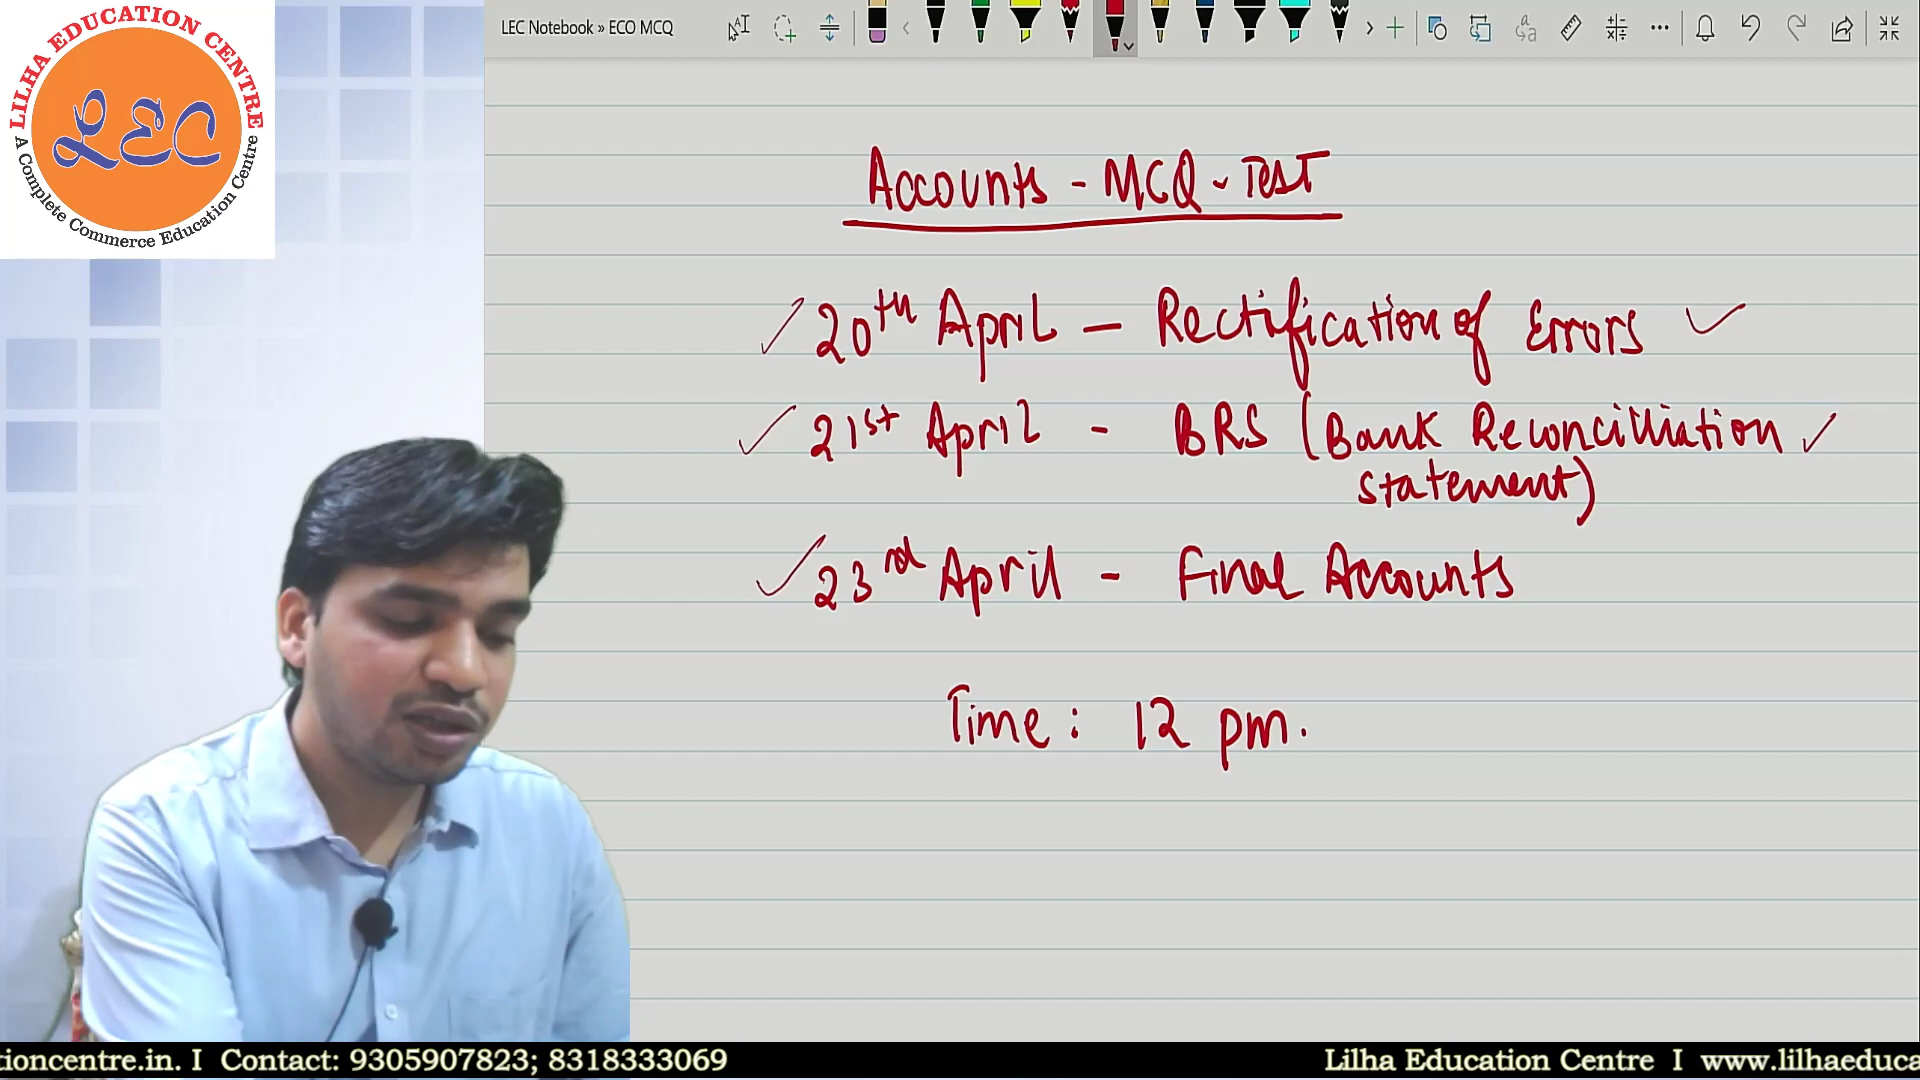 LILHA EDUCATION CENTRE
LEC
A Complete Commerce Education Centre
LEC Notebook » ECO MCQ
Accounts - MCQ - Test
20th April — Rectification of Errors
21st April - BRS (Bank Reconcilliation
Statement)
23rd April - Final Accounts
Time: 12 pm.
tioncentre.in. I Contact: 9305907823; 8318333069
Lilha Education Centre I www.lilhaeduca